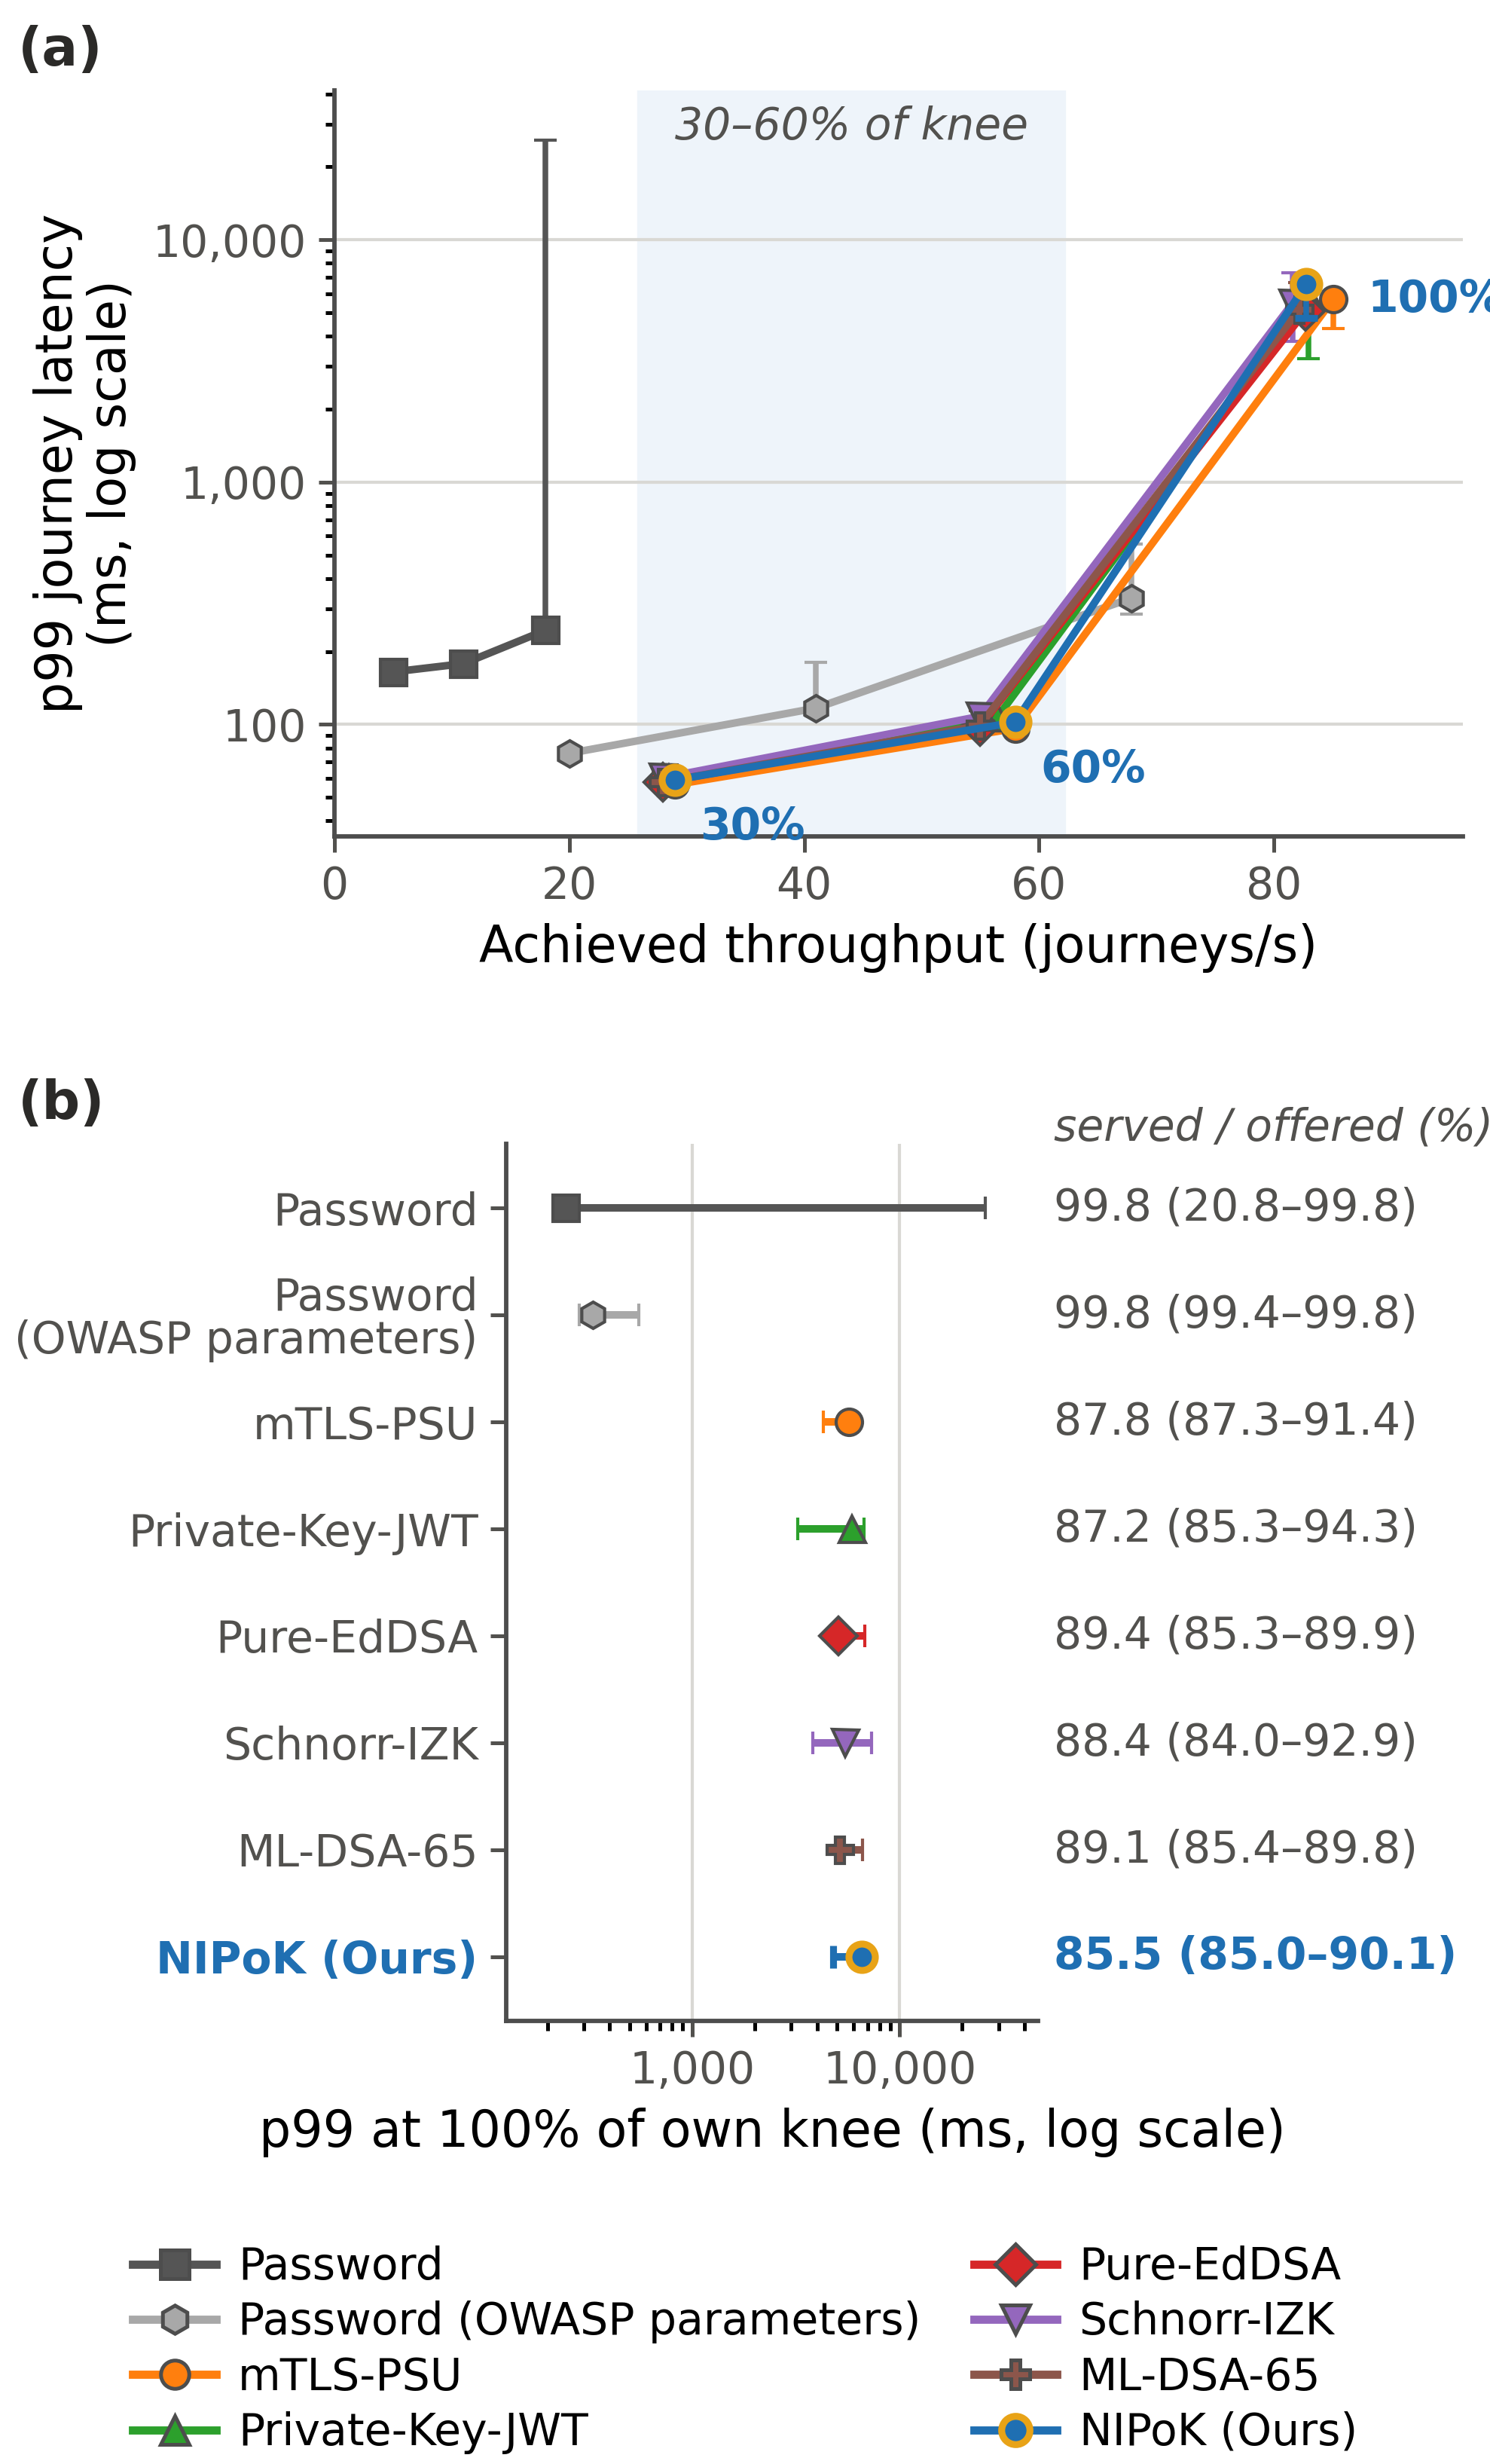 (a)
p99 journey latency
(ms, log scale)
30–60% of knee
10,000
1,000
100
100%
60%
30%
0 20 40 60 80
Achieved throughput (journeys/s)
(b)
served / offered (%)
Password 99.8 (20.8–99.8)
Password
(OWASP parameters) 99.8 (99.4–99.8)
mTLS-PSU 87.8 (87.3–91.4)
Private-Key-JWT 87.2 (85.3–94.3)
Pure-EdDSA 89.4 (85.3–89.9)
Schnorr-IZK 88.4 (84.0–92.9)
ML-DSA-65 89.1 (85.4–89.8)
NIPoK (Ours) 85.5 (85.0–90.1)
1,000 10,000
p99 at 100% of own knee (ms, log scale)
Password
Password (OWASP parameters)
mTLS-PSU
Private-Key-JWT
Pure-EdDSA
Schnorr-IZK
ML-DSA-65
NIPoK (Ours)